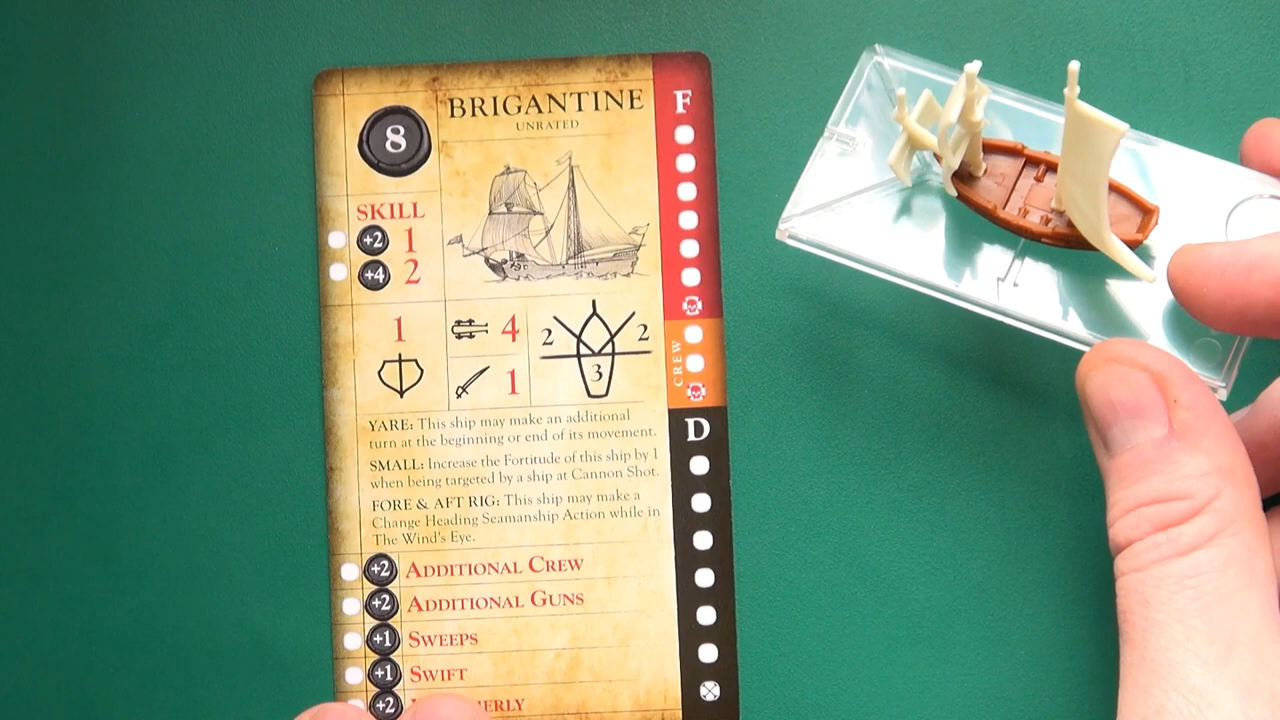 8
BRIGANTINE
UNRATED
F
SKILL
+2 1
+4 2
1
4
1
2 2
3
CREW
D
YARE: This ship may make an additional
turn at the beginning or end of its movement.
SMALL: Increase the Fortitude of this ship by 1
when being targeted by a ship at Cannon Shot.
FORE & AFT RIG: This ship may make a
Change Heading Seamanship Action while in
The Wind's Eye.
+2 ADDITIONAL CREW
+2 ADDITIONAL GUNS
+1 SWEEPS
+1 SWIFT
+2